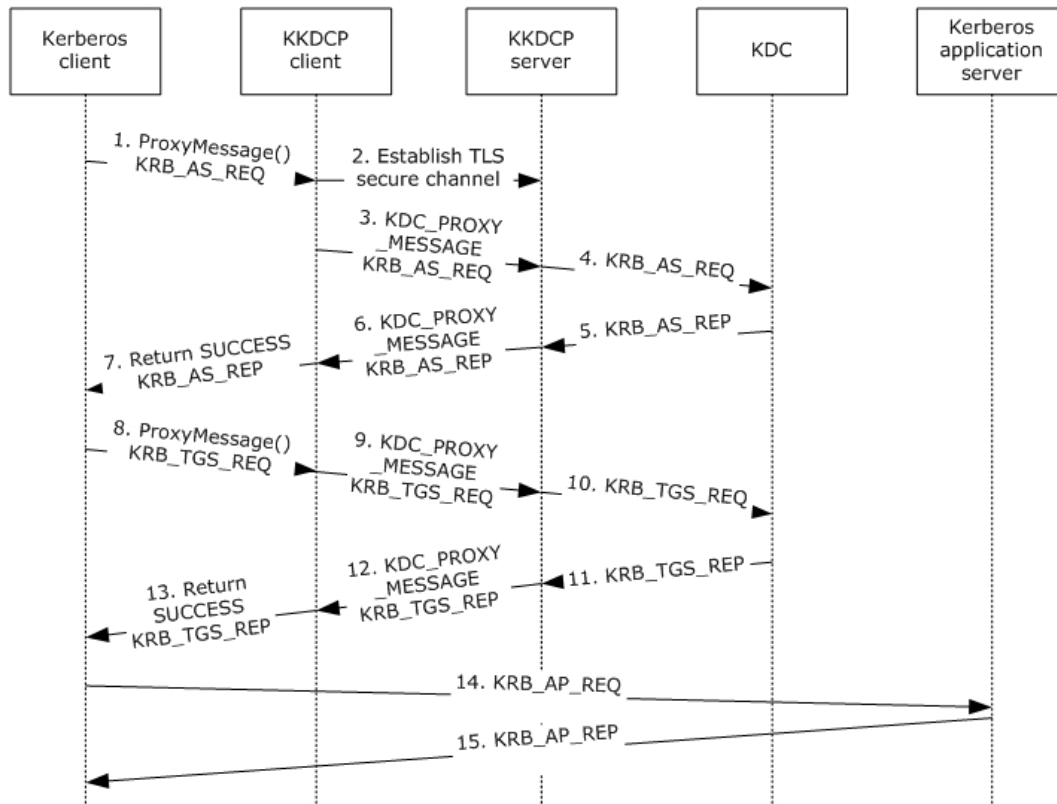 Kerberos
client
KKDCP
client
KKDCP
server
KDC
Kerberos
application
server
1. ProxyMessage()
KRB_AS_REQ
2. Establish TLS
secure channel
3. KDC_PROXY
_MESSAGE
KRB_AS_REQ
4. KRB_AS_REQ
5. KRB_AS_REP
6. KDC_PROXY
_MESSAGE
KRB_AS_REP
7. Return SUCCESS
KRB_AS_REP
8. ProxyMessage()
KRB_TGS_REQ
9. KDC_PROXY
_MESSAGE
KRB_TGS_REQ
10. KRB_TGS_REQ
11. KRB_TGS_REP
12. KDC_PROXY
_MESSAGE
KRB_TGS_REP
13. Return
SUCCESS
KRB_TGS_REP
14. KRB_AP_REQ
15. KRB_AP_REP